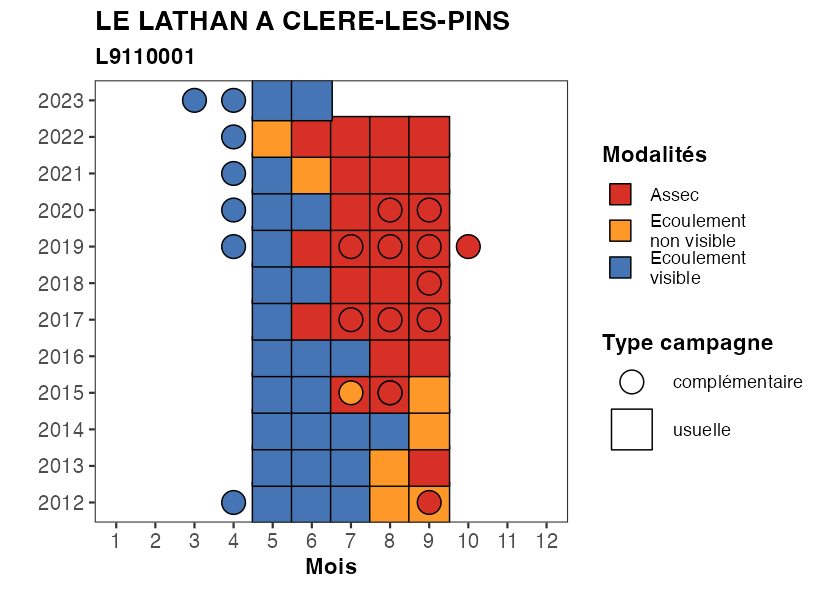 LE LATHAN A CLERE-LES-PINS
L9110001
2023
2022
2021
2020
2019
2018
2017
2016
2015
2014
2013
2012
1 2 3 4 5 6 7 8 9 10 11 12
Mois
Modalités
Assec
Ecoulement
non visible
Ecoulement
visible
Type campagne
complémentaire
usuelle